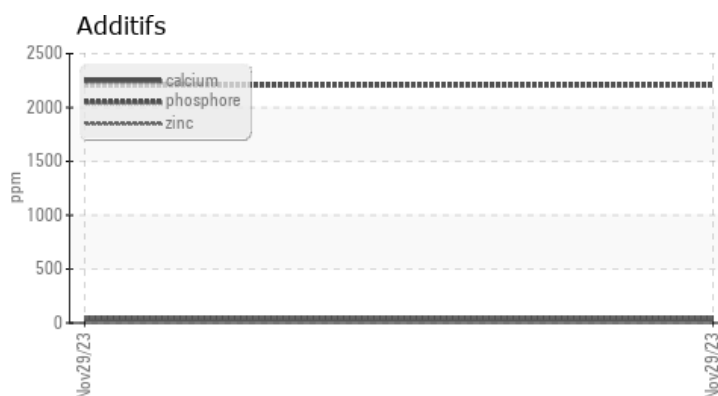 Additifs
2500
2000
1500
1000
500
0
ppm
calcium
phosphore
zinc
Nov29/23
Nov29/23